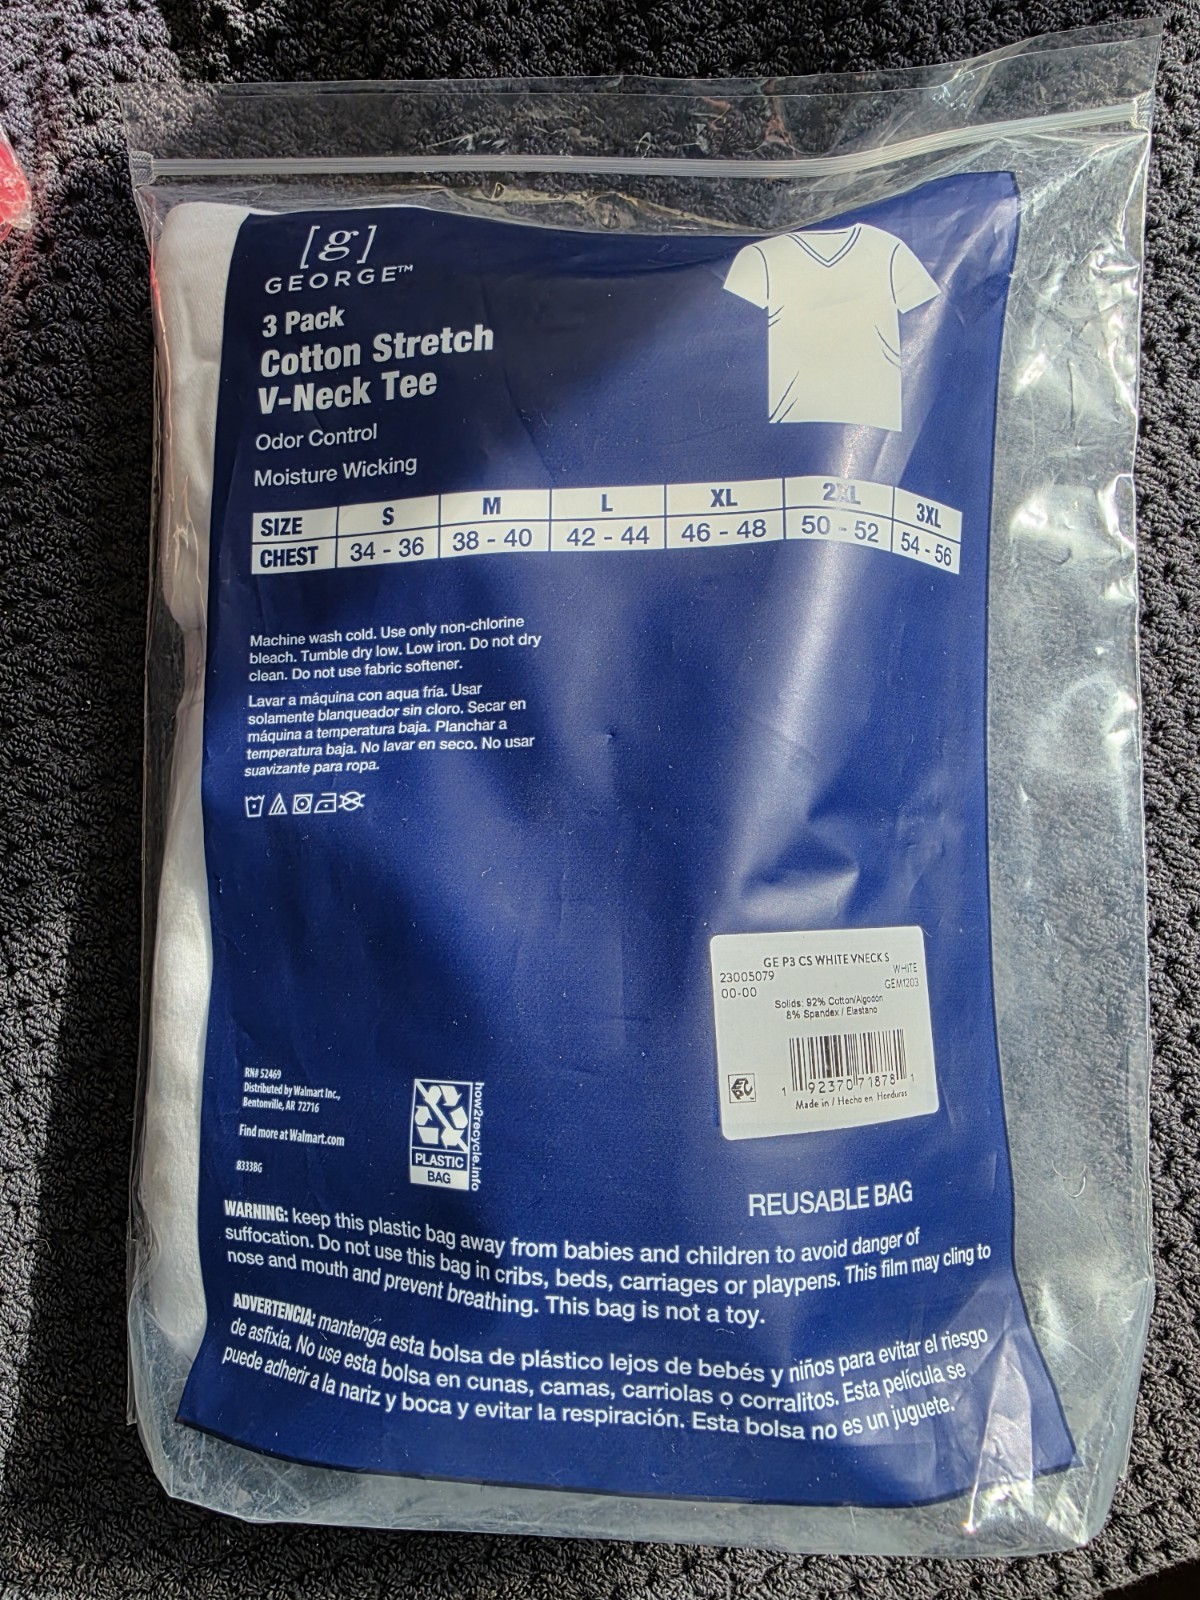 [g]
GEORGE™
3 Pack
Cotton Stretch
V-Neck Tee
Odor Control
Moisture Wicking
SIZE S M L XL 2XL 3XL
CHEST 34 - 36 38 - 40 42 - 44 46 - 48 50 - 52 54 - 56
Machine wash cold. Use only non-chlorine
bleach. Tumble dry low. Low iron. Do not dry
clean. Do not use fabric softener.
Lavar a máquina con aqua fría. Usar
solamente blanqueador sin cloro. Secar en
máquina a temperatura baja. Planchar a
temperatura baja. No lavar en seco. No usar
suavizante para ropa.
GE P3 CS WHITE VNECK S
23005079 WHITE
00-00 GEM1203
Solids: 92% Cotton/Algodón
8% Spandex / Elastano
1 92370 71878 1
Made in / Hecho en Honduras
RN# 52469
Distributed by Walmart Inc.,
Bentonville, AR 72716
Find more at Walmart.com
83338G
how2recycle.info
PLASTIC
BAG
REUSABLE BAG
WARNING: keep this plastic bag away from babies and children to avoid danger of
suffocation. Do not use this bag in cribs, beds, carriages or playpens. This film may cling to
nose and mouth and prevent breathing. This bag is not a toy.
ADVERTENCIA: mantenga esta bolsa de plástico lejos de bebés y niños para evitar el riesgo
de asfixia. No use esta bolsa en cunas, camas, carriolas o corralitos. Esta película se
puede adherir a la nariz y boca y evitar la respiración. Esta bolsa no es un juguete.